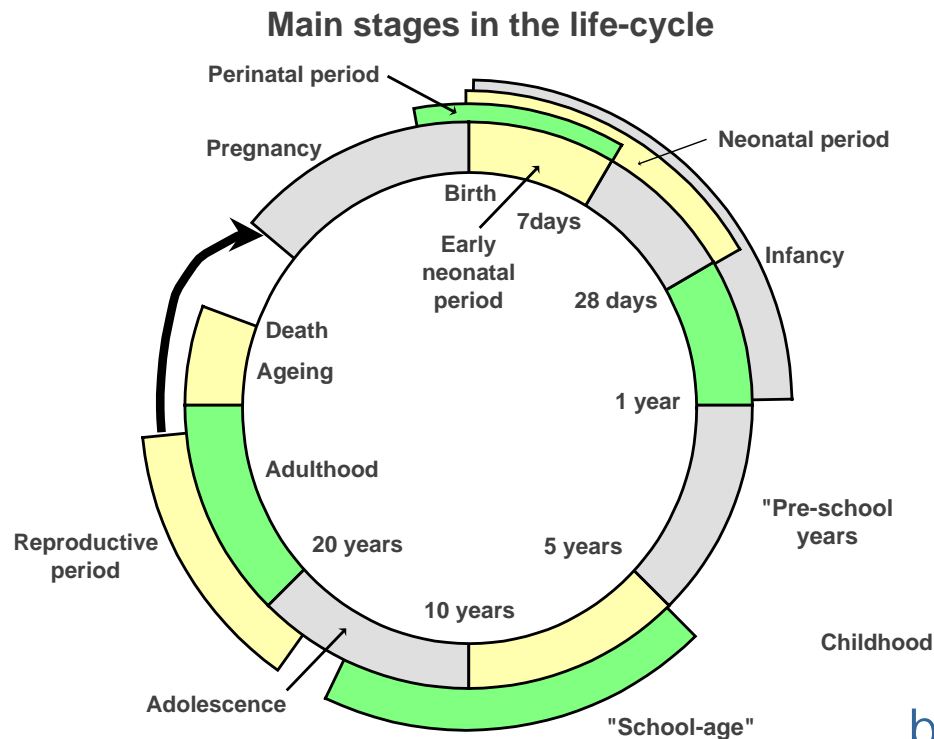 Main stages in the life-cycle
Perinatal period
Pregnancy
Neonatal period
Birth
7days
Early
neonatal
period
Infancy
28 days
Death
Ageing
1 year
Adulthood
"Pre-school
years
Reproductive
period
20 years
5 years
10 years
Childhood
Adolescence
"School-age"
b